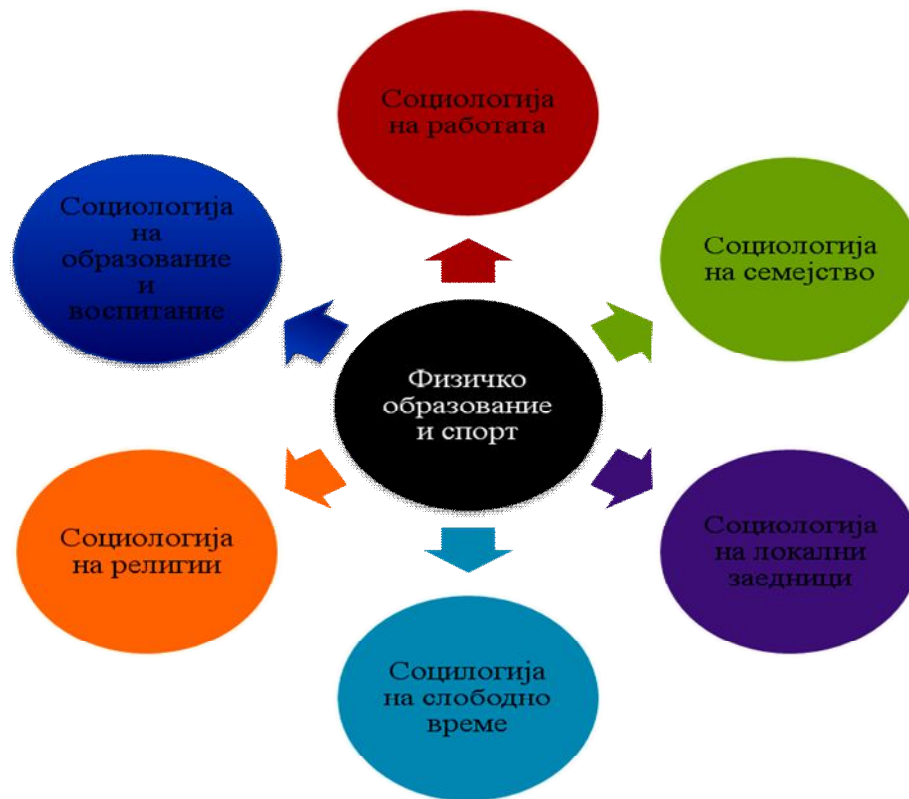 Социологија
на работата
Социологија
на
образование
и
воспитание
Социологија
на семејство
Физичко
образование
и спорт
Социологија
на религии
Социологија
на локални
заедници
Социлогија
на слободно
време